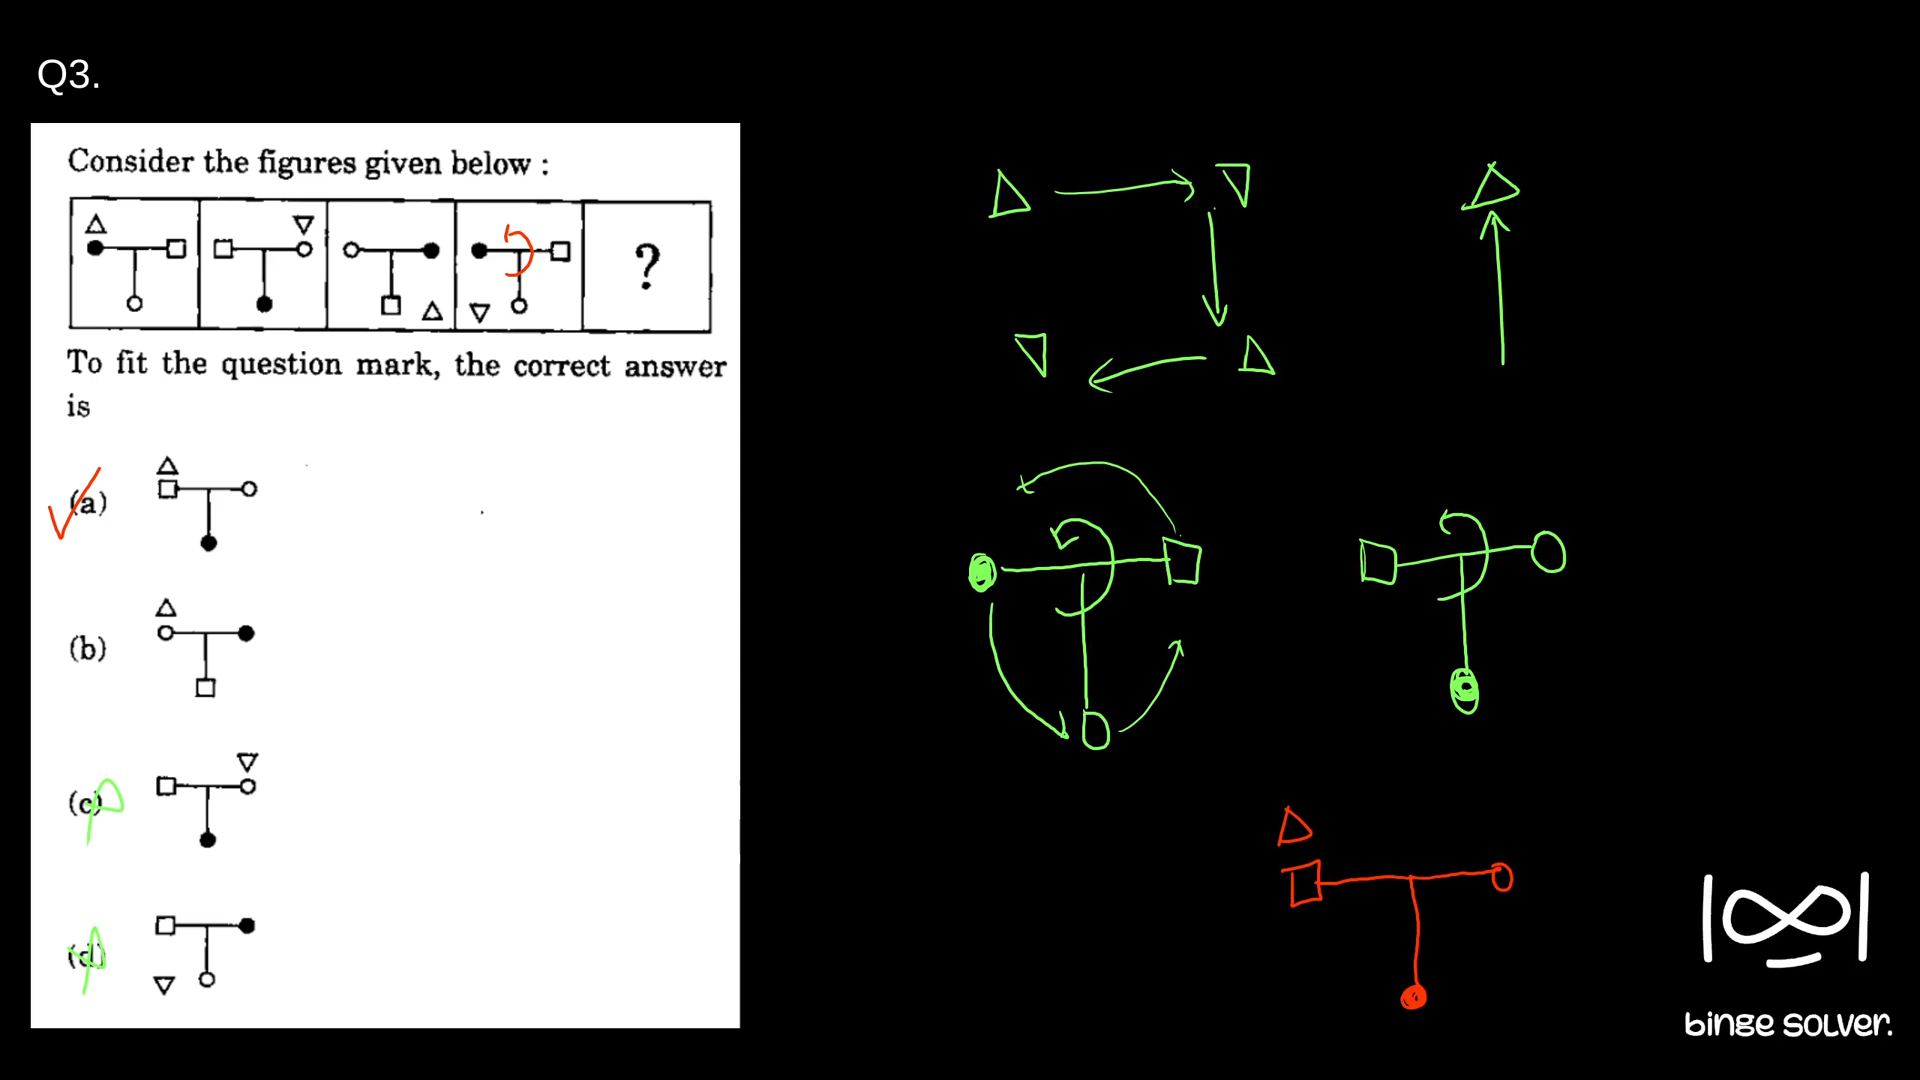 Q3.
Consider the figures given below :
?
To fit the question mark, the correct answer
is
(a)
(b)
(c)
(d)
binge solver.